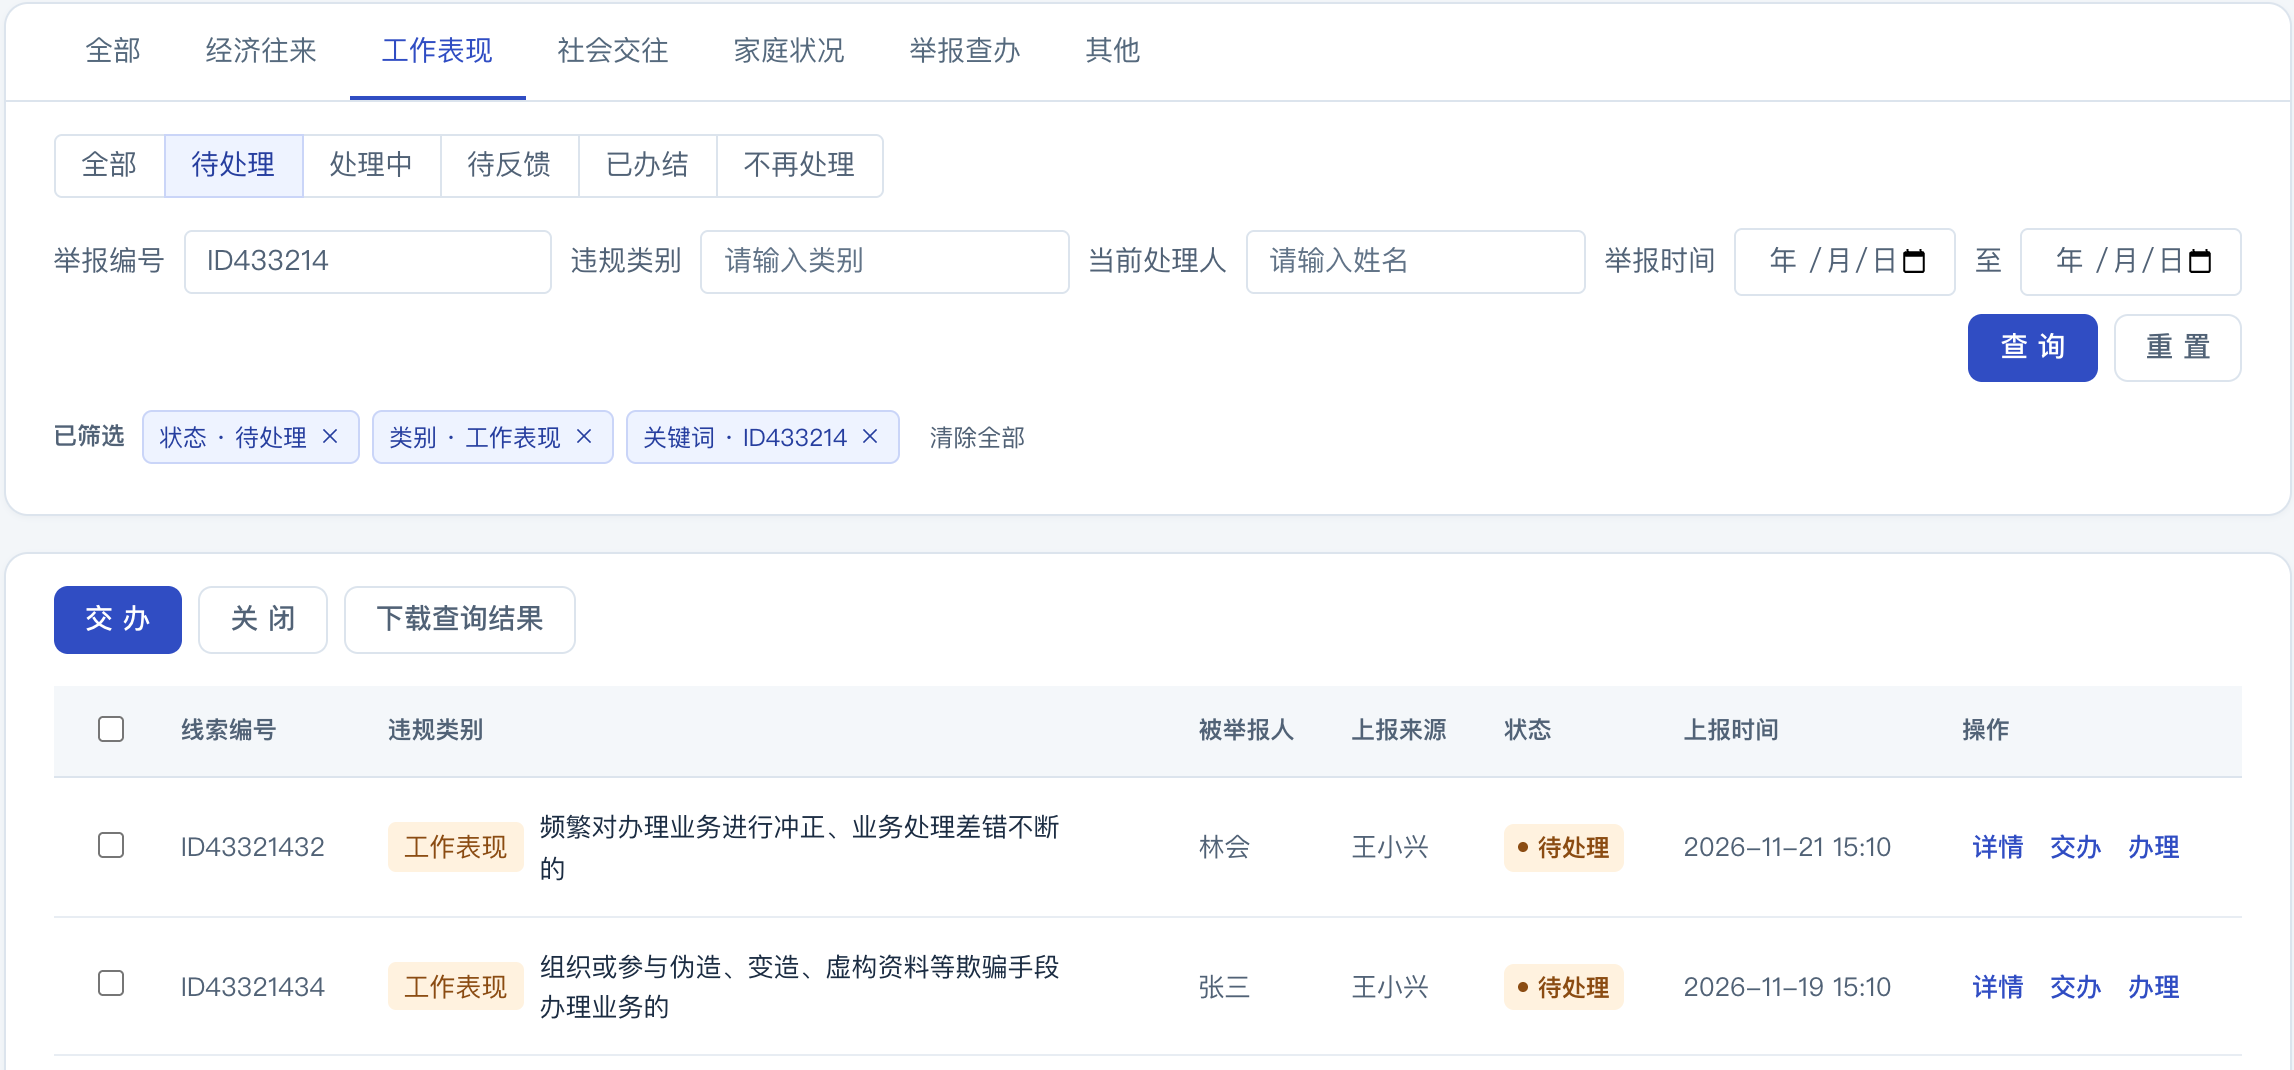 全部 经济往来 工作表现 社会交往 家庭状况 举报查办 其他
全部 待处理 处理中 待反馈 已办结 不再处理
举报编号 ID433214 违规类别 请输入类别 当前处理人 请输入姓名 举报时间 年 /月/日 至 年 /月/日
查 询 重 置
已筛选 状态 · 待处理 × 类别 · 工作表现 × 关键词 · ID433214 × 清除全部
交 办 关 闭 下载查询结果
线索编号 违规类别 被举报人 上报来源 状态 上报时间 操作
ID43321432 工作表现 频繁对办理业务进行冲正、业务处理差错不断的 林会 王小兴 待处理 2026-11-21 15:10 详情 交办 办理
ID43321434 工作表现 组织或参与伪造、变造、虚构资料等欺骗手段办理业务的 张三 王小兴 待处理 2026-11-19 15:10 详情 交办 办理